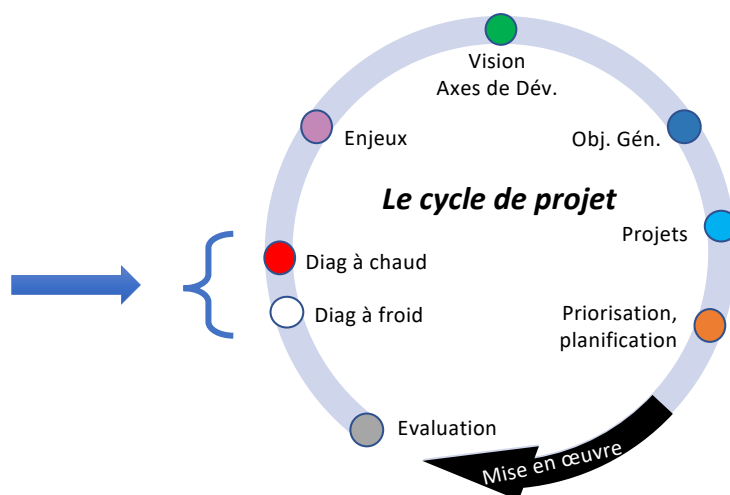 Vision
Axes de Dév.
Enjeux
Obj. Gén.
Le cycle de projet
Projets
Diag à chaud
Diag à froid
Priorisation,
planification
Evaluation
Mise en œuvre